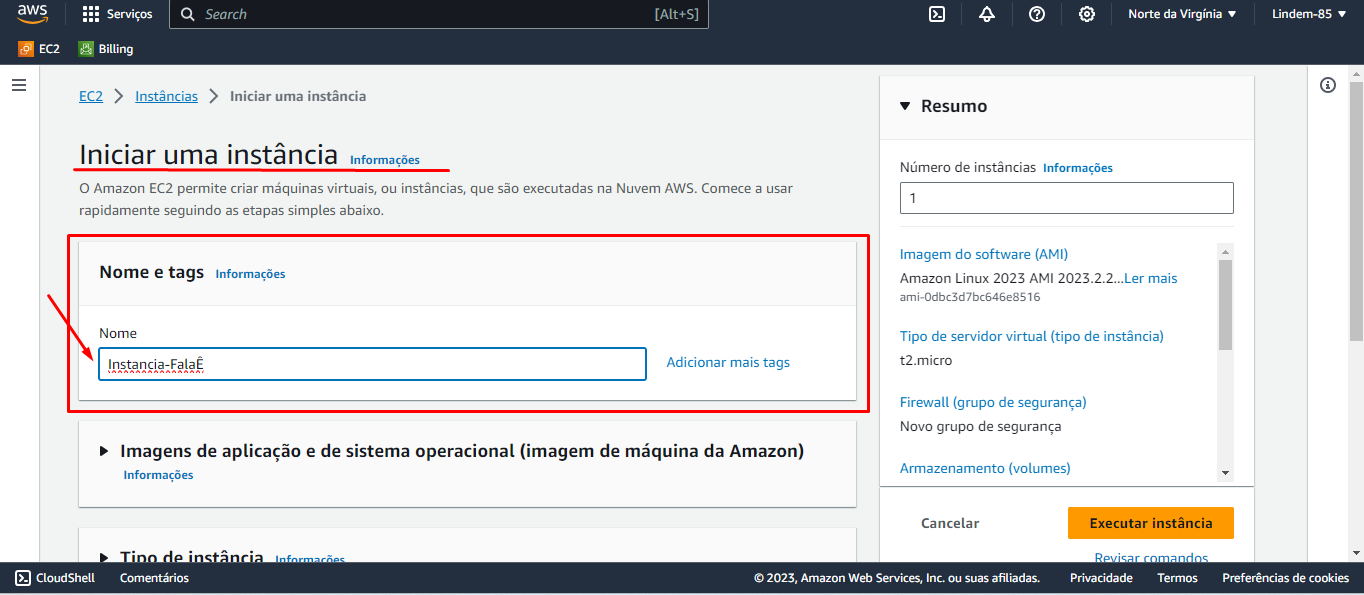 aws
Serviços
Search
[Alt+S]
Norte da Virgínia
Lindem-85
EC2
Billing
EC2
Instâncias
Iniciar uma instância
Iniciar uma instância Informações
O Amazon EC2 permite criar máquinas virtuais, ou instâncias, que são executadas na Nuvem AWS. Comece a usar
rapidamente seguindo as etapas simples abaixo.
Nome e tags Informações
Nome
Instancia-FalaÊ
Adicionar mais tags
Imagens de aplicação e de sistema operacional (imagem de máquina da Amazon)
Informações
Tipo de instância Informações
Resumo
Número de instâncias Informações
1
Imagem do software (AMI)
Amazon Linux 2023 AMI 2023.2.2...Ler mais
ami-0dbc3d7bc646e8516
Tipo de servidor virtual (tipo de instância)
t2.micro
Firewall (grupo de segurança)
Novo grupo de segurança
Armazenamento (volumes)
Cancelar
Executar instância
Revisar comandos
CloudShell
Comentários
© 2023, Amazon Web Services, Inc. ou suas afiliadas.
Privacidade
Termos
Preferências de cookies